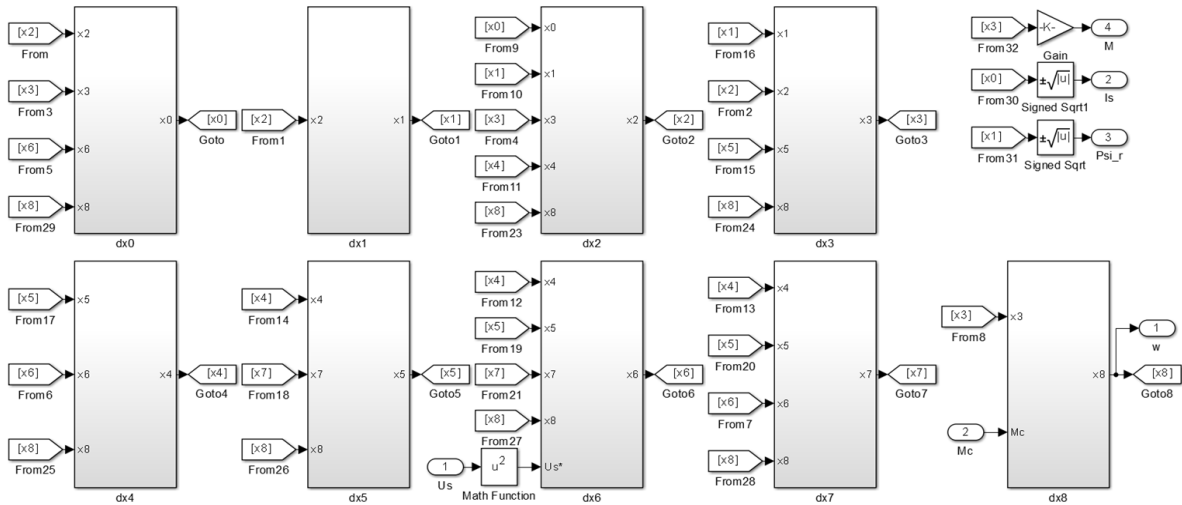 [x2]
From
[x3]
From3
[x6]
From5
[x8]
From29
x2
x3
x6
x8
x0
dx0
[x0]
Goto
[x2]
From1
x2
x1
dx1
[x1]
Goto1
[x0]
From9
[x1]
From10
[x3]
From4
[x4]
From11
[x8]
From23
x0
x1
x3
x4
x8
x2
dx2
[x2]
Goto2
[x1]
From16
[x2]
From2
[x5]
From15
[x8]
From24
x1
x2
x5
x8
x3
dx3
[x3]
Goto3
[x3]
From32
-K-
Gain
4
M
[x0]
From30
±√|u|
Signed Sqrt1
2
Is
[x1]
From31
±√|u|
Signed Sqrt
3
Psi_r
[x5]
From17
[x6]
From6
[x8]
From25
x5
x6
x8
x4
dx4
[x4]
Goto4
[x4]
From14
[x7]
From18
[x8]
From26
x4
x7
x8
x5
dx5
[x5]
Goto5
[x4]
From12
[x5]
From19
[x7]
From21
[x8]
From27
1
Us
u²
Math Function
x4
x5
x7
x8
Us*
x6
dx6
[x6]
Goto6
[x4]
From13
[x5]
From20
[x6]
From7
[x8]
From28
x4
x5
x6
x8
x7
dx7
[x7]
Goto7
[x3]
From8
2
Mc
x3
Mc
x8
dx8
1
w
[x8]
Goto8